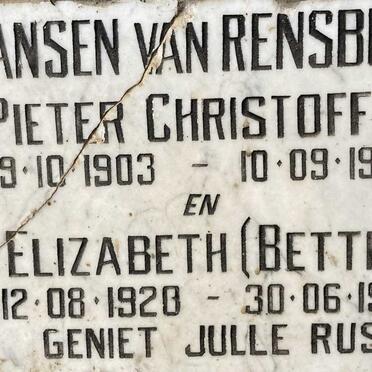 ANSEN VAN RENSB
PIETER CHRISTOFF
9·10·1903 - 10·09·19
EN
ELIZABETH (BETT
12·08·1920 - 30·06·19
GENIET JULLE RUS